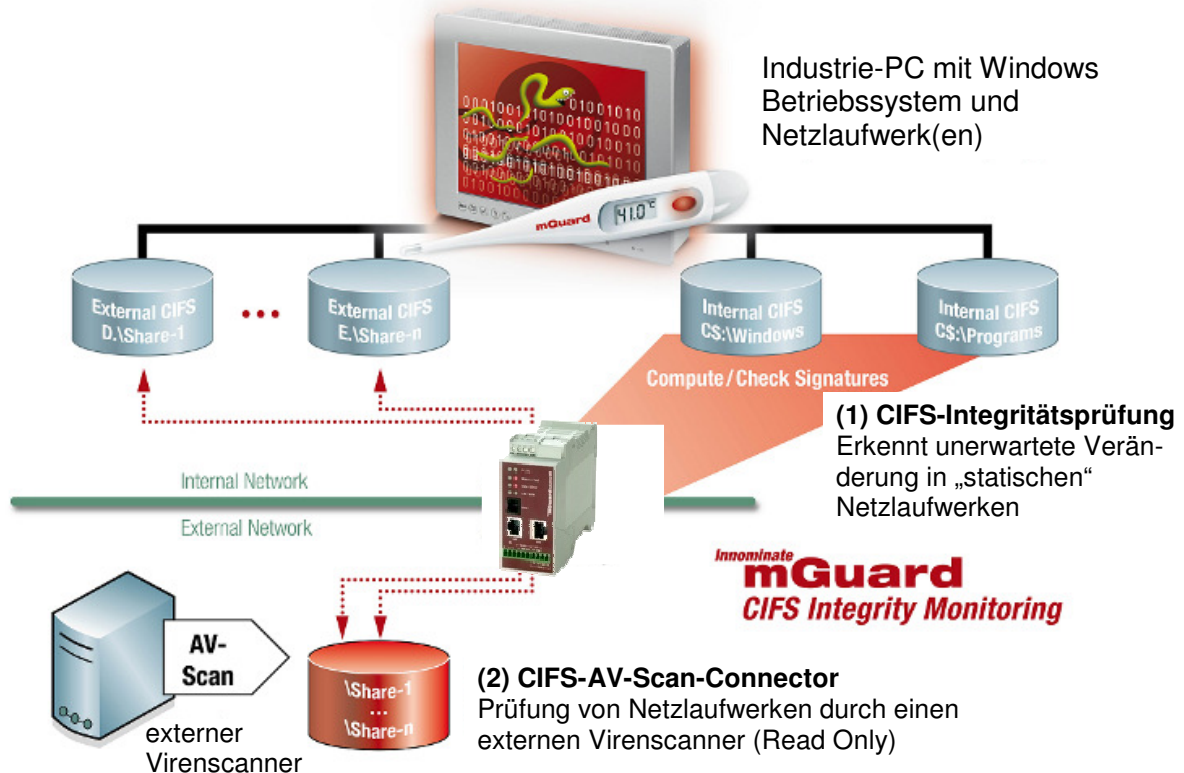 Industrie-PC mit Windows
Betriebssystem und
Netzlaufwerk(en)
mGuard
41.0°C
External CIFS
D.\Share-1
•••
External CIFS
E.\Share-n
Internal CIFS
C$:\Windows
Internal CIFS
C$:\Programs
Compute/Check Signatures
(1) CIFS-Integritätsprüfung
Erkennt unerwartete Verän-
derung in „statischen“
Netzlaufwerken
Internal Network
External Network
Innominate
mGuard
CIFS Integrity Monitoring
AV-
Scan
\Share-1
...
\Share-n
(2) CIFS-AV-Scan-Connector
Prüfung von Netzlaufwerken durch einen
externen Virenscanner (Read Only)
externer
Virenscanner